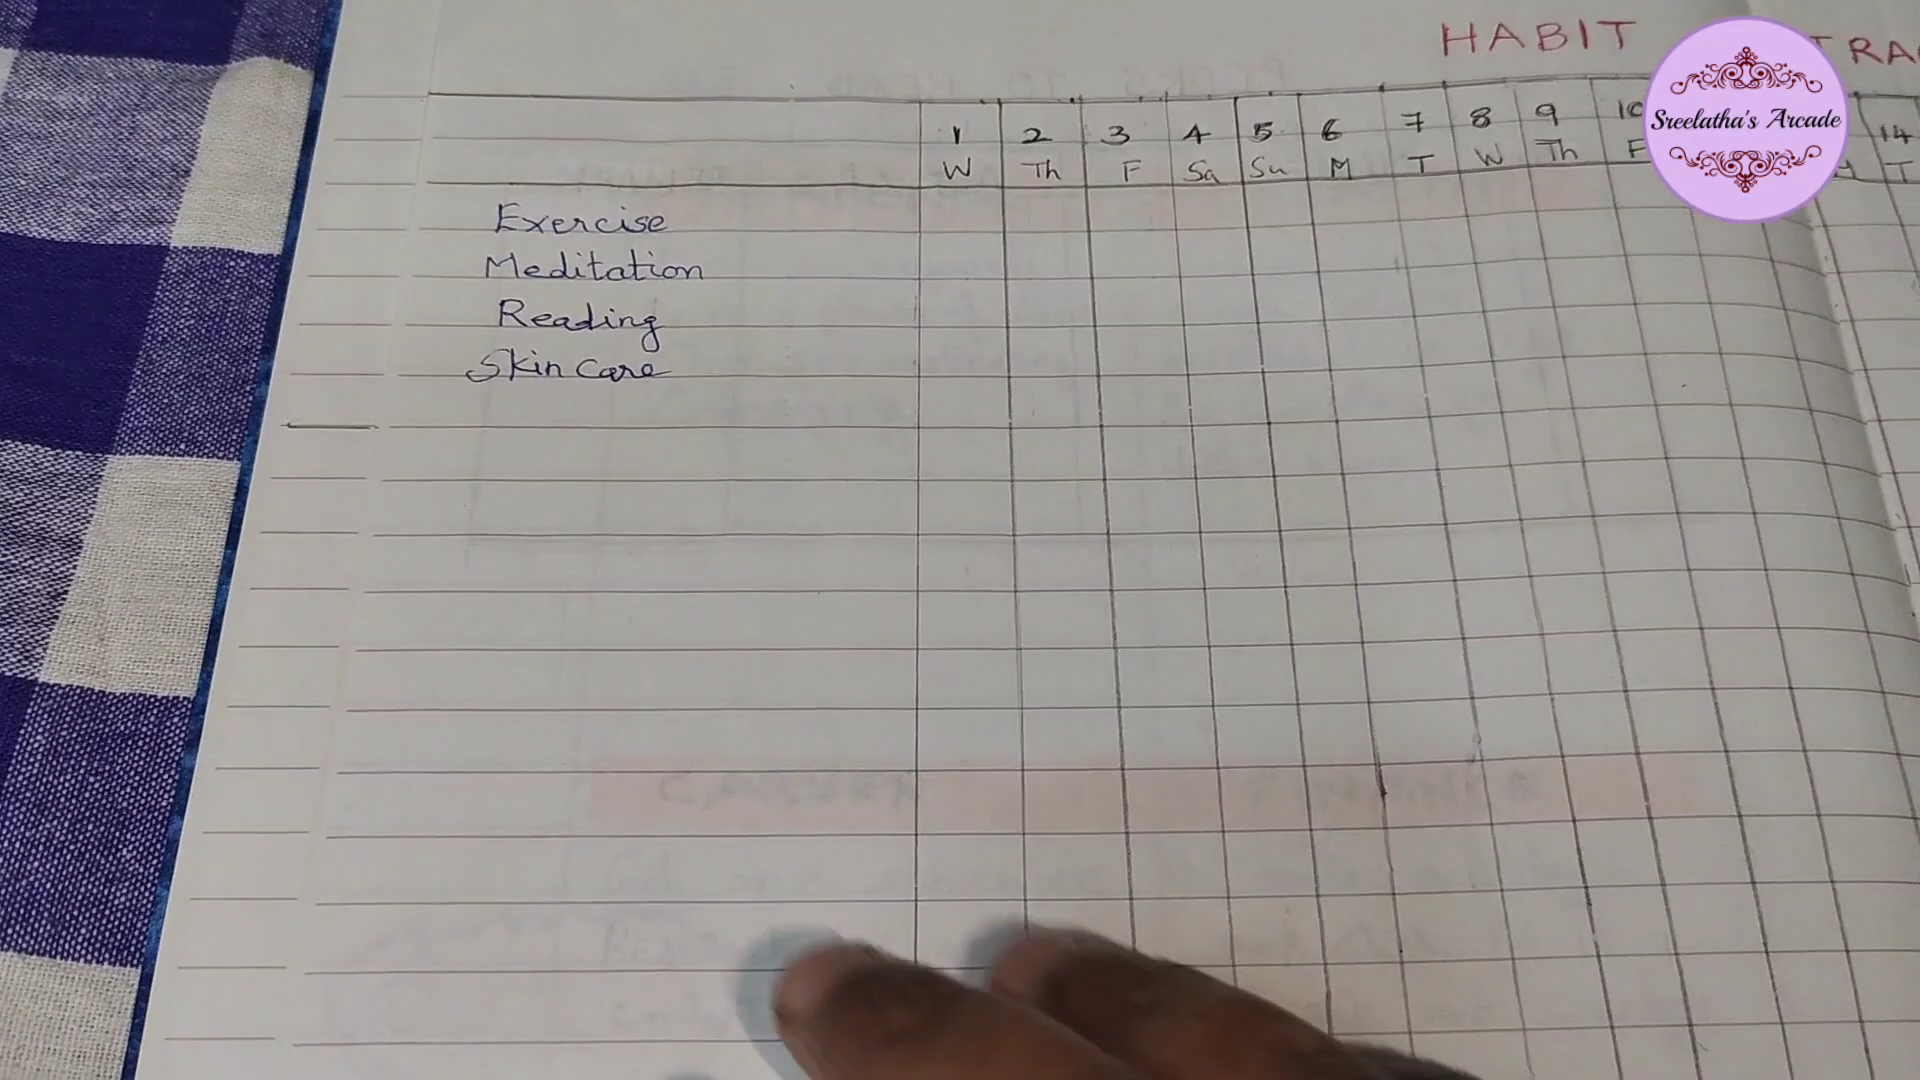 HABIT TRA
1 2 3 4 5 6 7 8 9 10 14
W Th F Sa Su M T W Th F T
Exercise
Meditation
Reading
Skin care
Sreelatha's Arcade